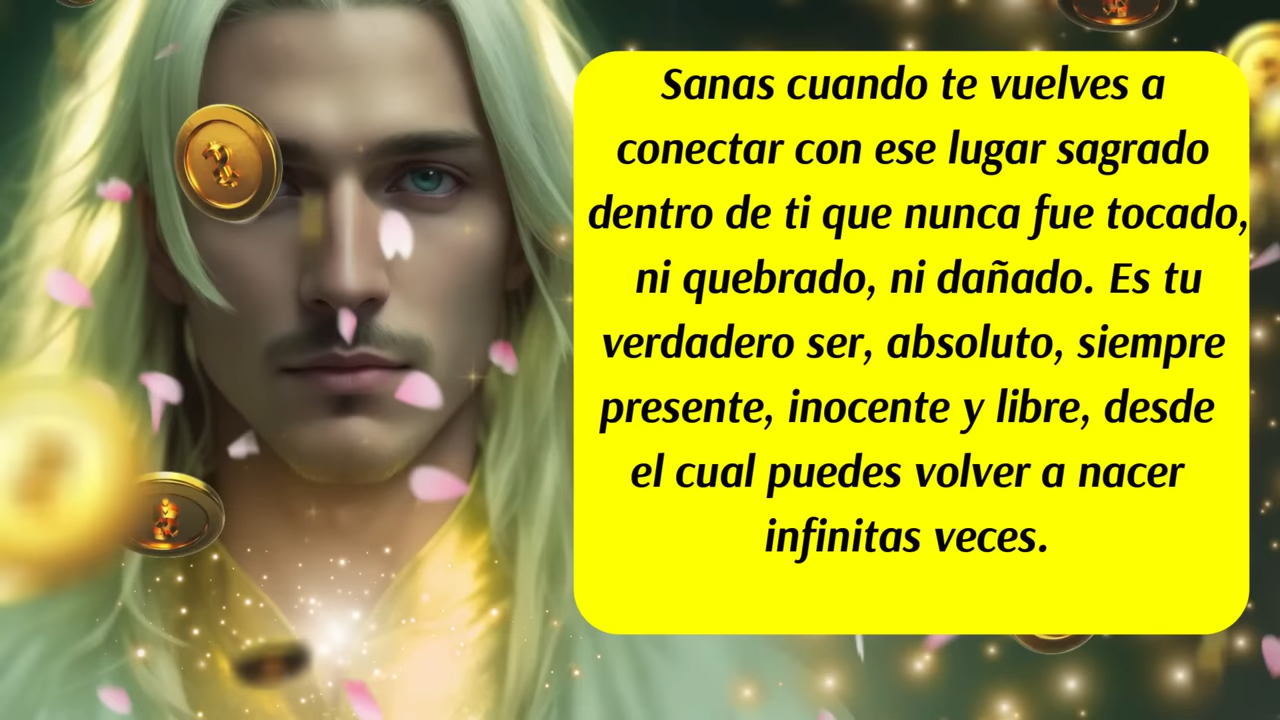 Sanas cuando te vuelves a
conectar con ese lugar sagrado
dentro de ti que nunca fue tocado,
ni quebrado, ni dañado. Es tu
verdadero ser, absoluto, siempre
presente, inocente y libre, desde
el cual puedes volver a nacer
infinitas veces.